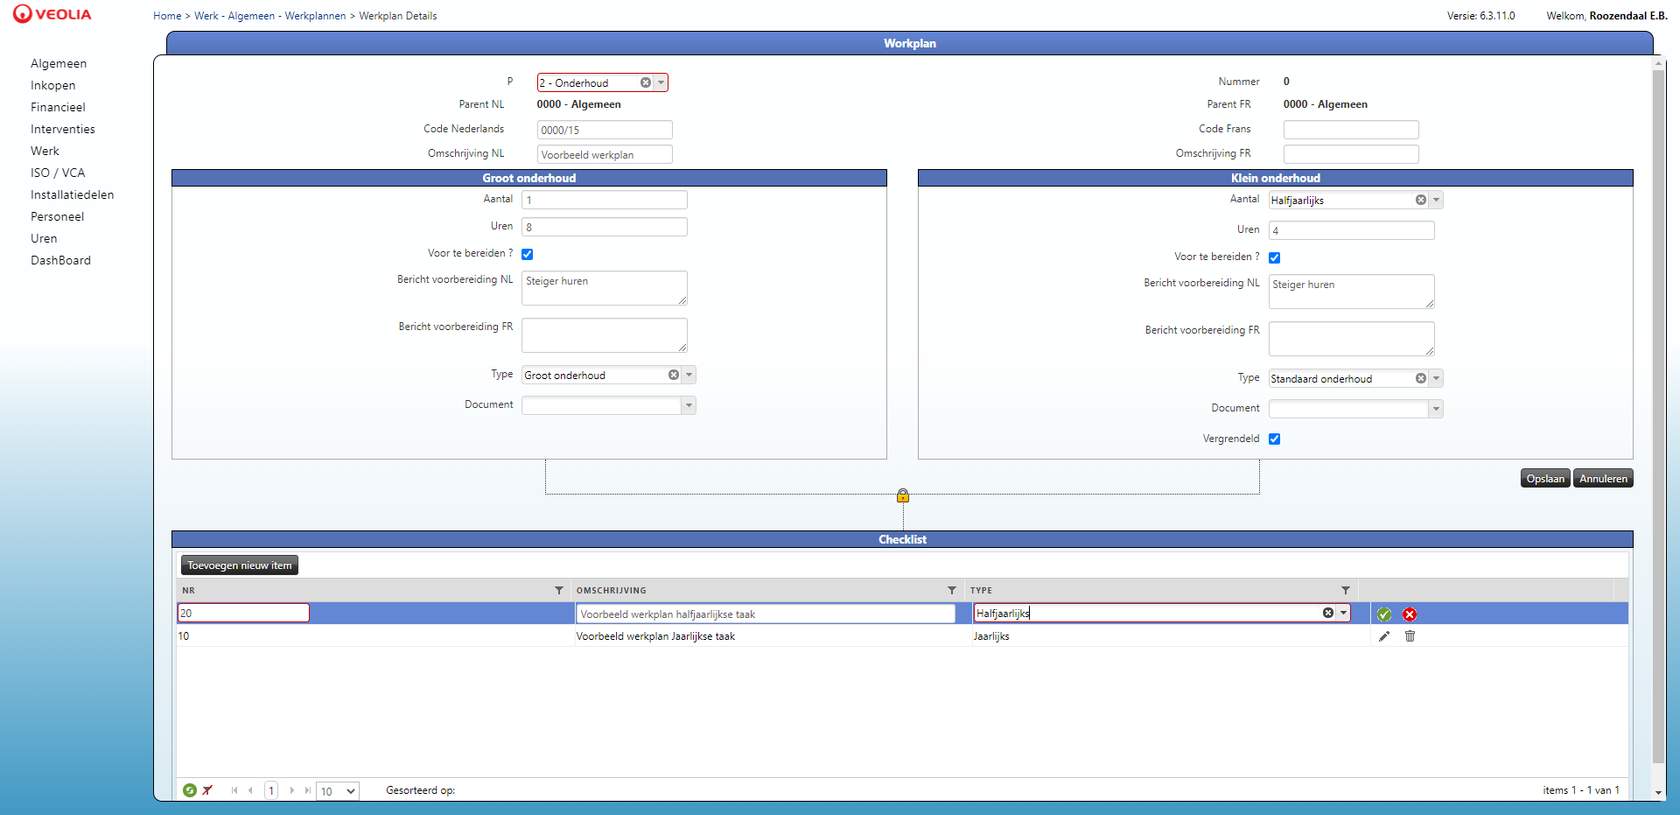 VEOLIA
Home > Werk - Algemeen - Werkplannen > Werkplan Details
Versie: 6.3.11.0 Welkom, Roozendaal E.B.
Workplan
Algemeen
Inkopen
Financieel
Interventies
Werk
ISO / VCA
Installatiedelen
Personeel
Uren
DashBoard
P 2 - Onderhoud
Nummer 0
Parent NL 0000 - Algemeen
Parent FR 0000 - Algemeen
Code Nederlands 0000/15
Code Frans
Omschrijving NL Voorbeeld werkplan
Omschrijving FR
Groot onderhoud
Aantal 1
Uren 8
Voor te bereiden ?
Bericht voorbereiding NL Steiger huren
Bericht voorbereiding FR
Type Groot onderhoud
Document
Klein onderhoud
Aantal Halfjaarlijks
Uren 4
Voor te bereiden ?
Bericht voorbereiding NL Steiger huren
Bericht voorbereiding FR
Type Standaard onderhoud
Document
Vergrendeld
Opslaan Annuleren
Checklist
Toevoegen nieuw item
NR OMSCHRIJVING TYPE
20 Voorbeeld werkplan halfjaarlijkse taak Halfjaarlijks
10 Voorbeeld werkplan Jaarlijkse taak Jaarlijks
1 10 Gesorteerd op: items 1 - 1 van 1